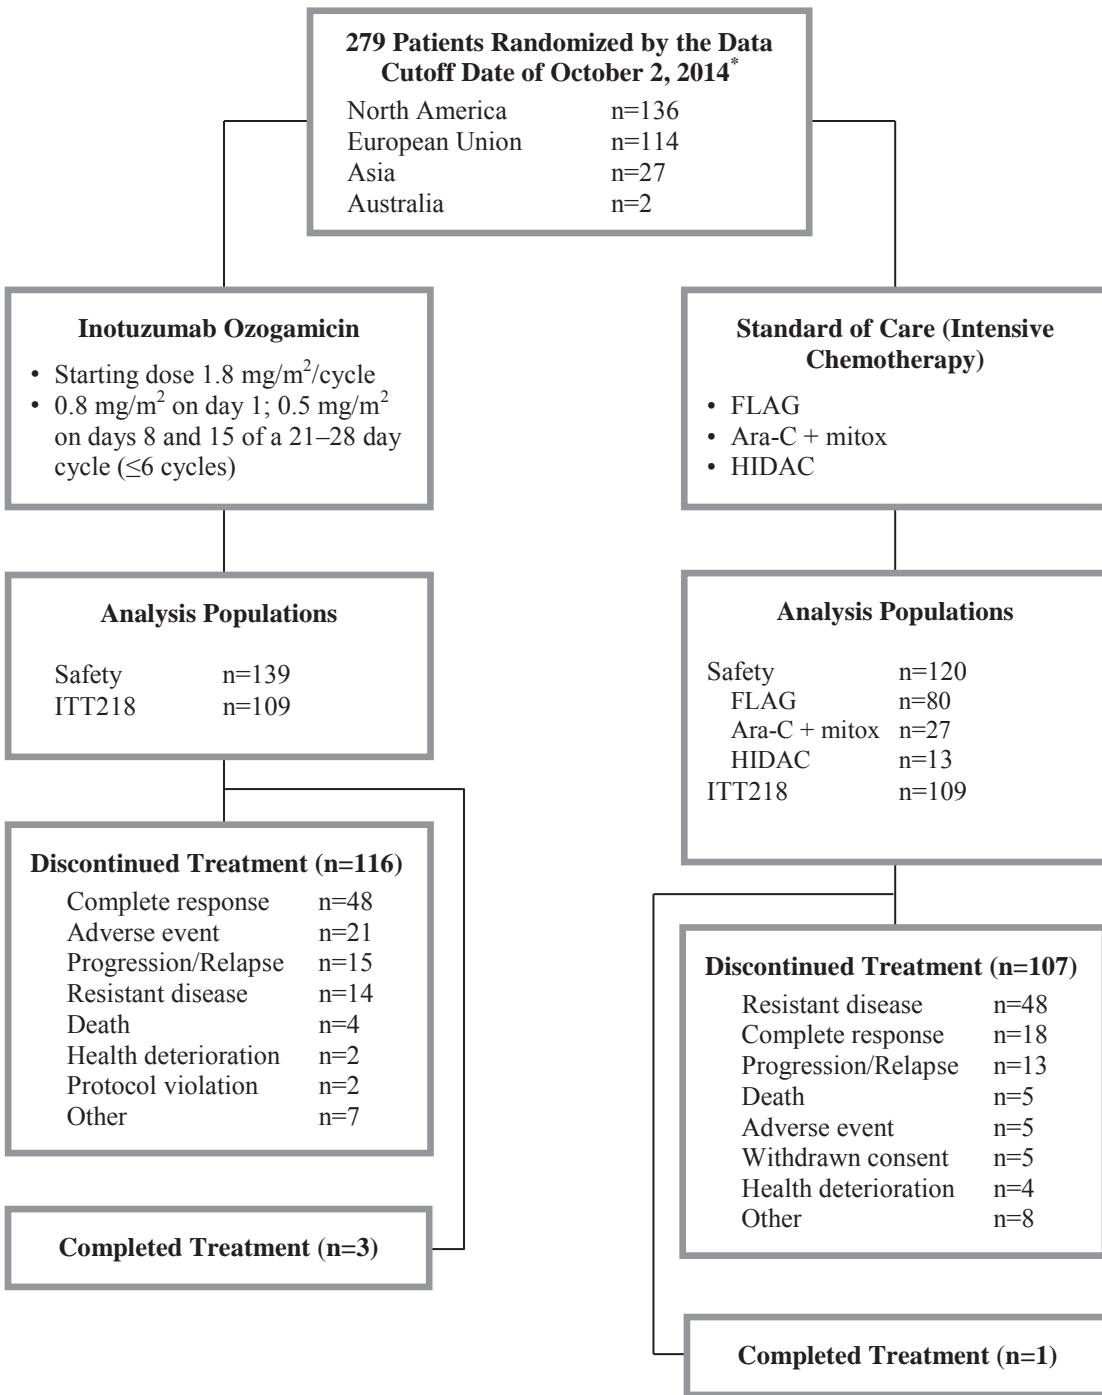 279 Patients Randomized by the Data
Cutoff Date of October 2, 2014*
North America n=136
European Union n=114
Asia n=27
Australia n=2
Inotuzumab Ozogamicin
• Starting dose 1.8 mg/m²/cycle
• 0.8 mg/m² on day 1; 0.5 mg/m²
on days 8 and 15 of a 21–28 day
cycle (≤6 cycles)
Analysis Populations
Safety n=139
ITT218 n=109
Discontinued Treatment (n=116)
Complete response n=48
Adverse event n=21
Progression/Relapse n=15
Resistant disease n=14
Death n=4
Health deterioration n=2
Protocol violation n=2
Other n=7
Completed Treatment (n=3)
Standard of Care (Intensive
Chemotherapy)
• FLAG
• Ara-C + mitox
• HIDAC
Analysis Populations
Safety n=120
FLAG n=80
Ara-C + mitox n=27
HIDAC n=13
ITT218 n=109
Discontinued Treatment (n=107)
Resistant disease n=48
Complete response n=18
Progression/Relapse n=13
Death n=5
Adverse event n=5
Withdrawn consent n=5
Health deterioration n=4
Other n=8
Completed Treatment (n=1)